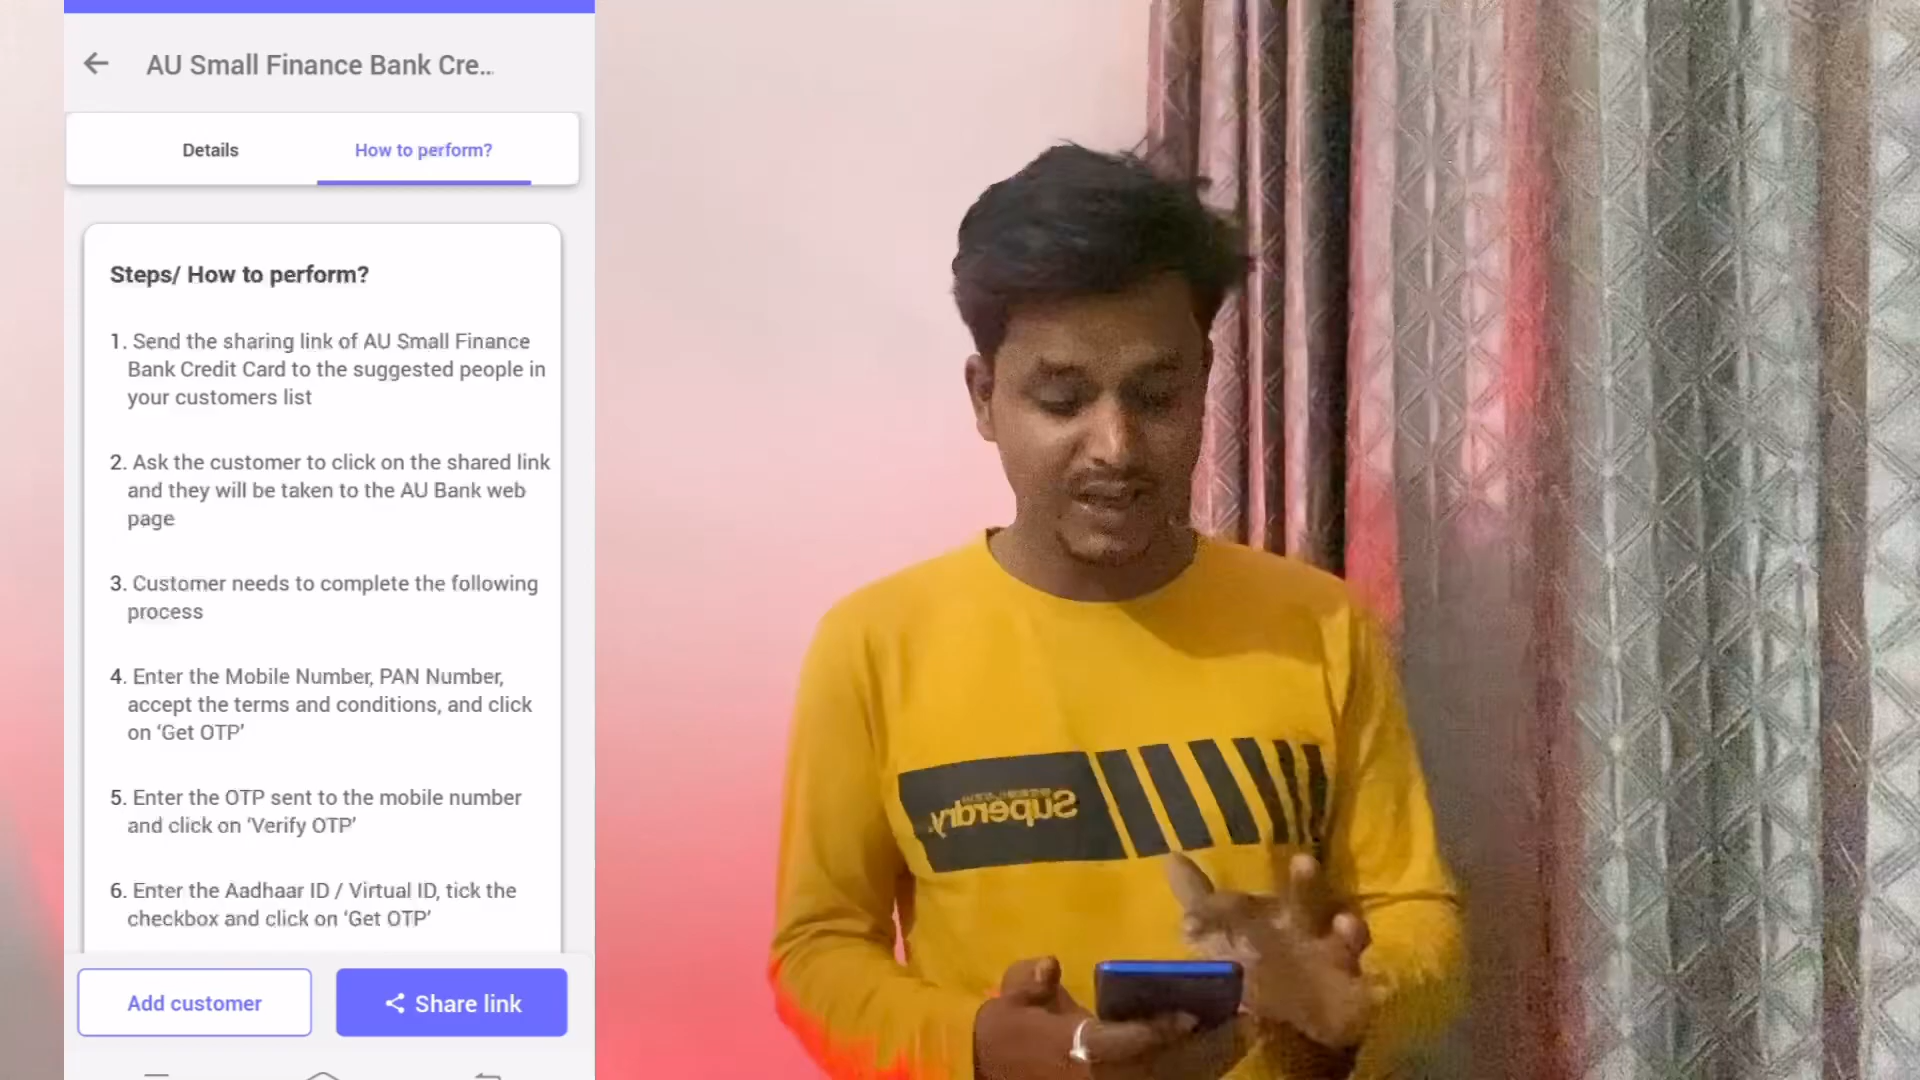 AU Small Finance Bank Cre...
Details
How to perform?
Steps/ How to perform?
1. Send the sharing link of AU Small Finance
Bank Credit Card to the suggested people in
your customers list
2. Ask the customer to click on the shared link
and they will be taken to the AU Bank web
page
3. Customer needs to complete the following
process
4. Enter the Mobile Number, PAN Number,
accept the terms and conditions, and click
on ‘Get OTP’
5. Enter the OTP sent to the mobile number
and click on ‘Verify OTP’
6. Enter the Aadhaar ID / Virtual ID, tick the
checkbox and click on ‘Get OTP’
Add customer
Share link
Superdry.